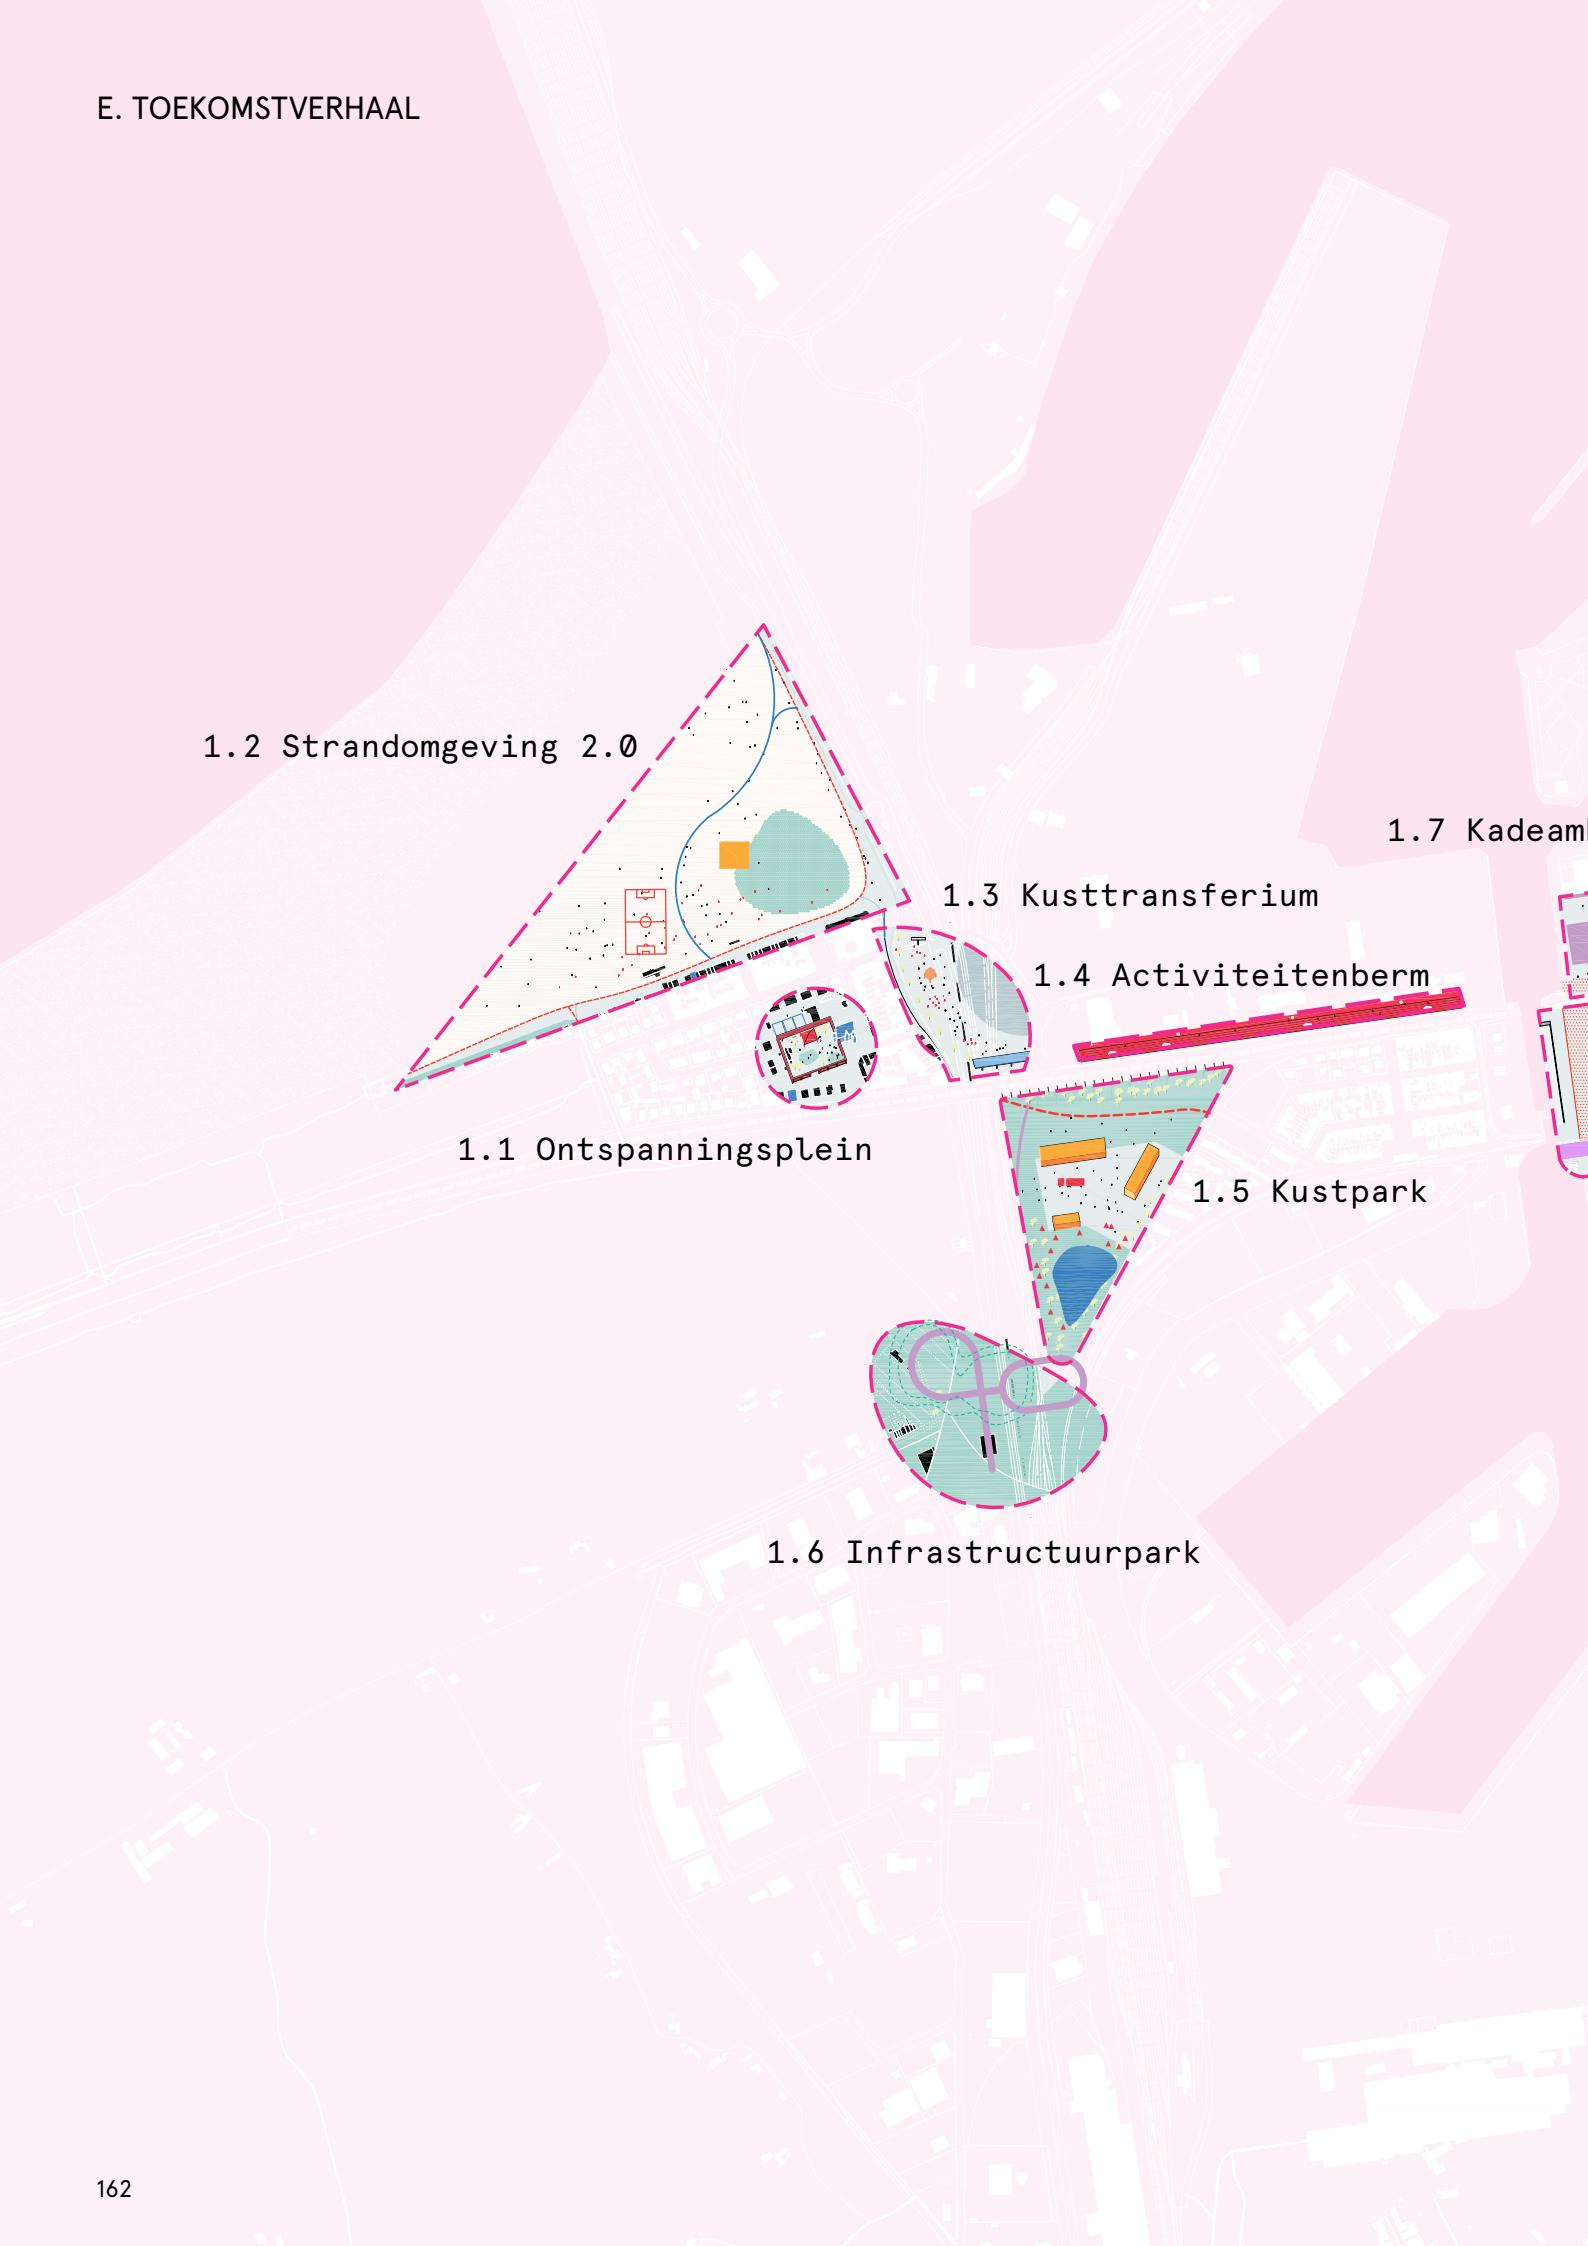 E. TOEKOMSTVERHAAL
1.2 Strandomgeving 2.0
1.7
1.3 Kusttransferium
1.4 Activiteitenberm
1.1 Ontspanningsplein
1.5 Kustpark
1.6 Infrastructuurpark
162